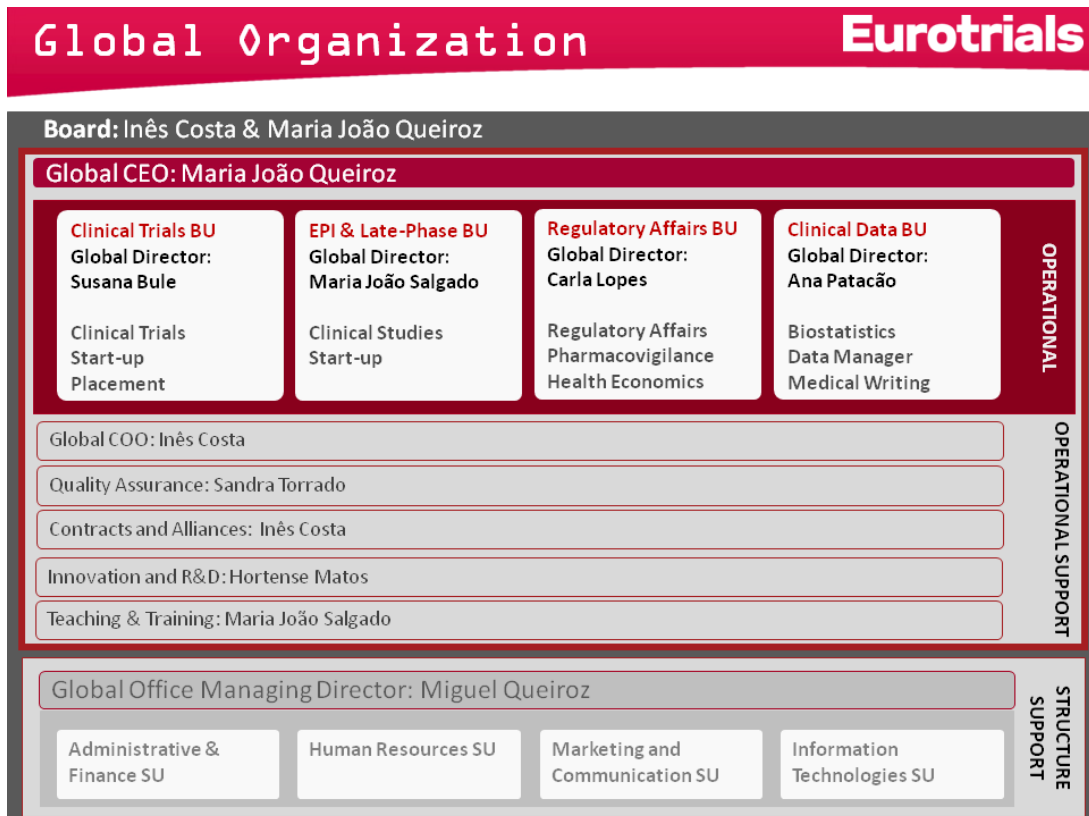 Global Organization
Eurotrials
Board: Inês Costa & Maria João Queiroz
Global CEO: Maria João Queiroz
Clinical Trials BU
Global Director:
Susana Bule
Clinical Trials
Start-up
Placement
EPI & Late-Phase BU
Global Director:
Maria João Salgado
Clinical Studies
Start-up
Regulatory Affairs BU
Global Director:
Carla Lopes
Regulatory Affairs
Pharmacovigilance
Health Economics
Clinical Data BU
Global Director:
Ana Patacão
Biostatistics
Data Manager
Medical Writing
OPERATIONAL
Global COO: Inês Costa
Quality Assurance: Sandra Torrado
Contracts and Alliances: Inês Costa
Innovation and R&D: Hortense Matos
Teaching & Training: Maria João Salgado
OPERATIONAL SUPPORT
Global Office Managing Director: Miguel Queiroz
Administrative &
Finance SU
Human Resources SU
Marketing and
Communication SU
Information
Technologies SU
STRUCTURE
SUPPORT